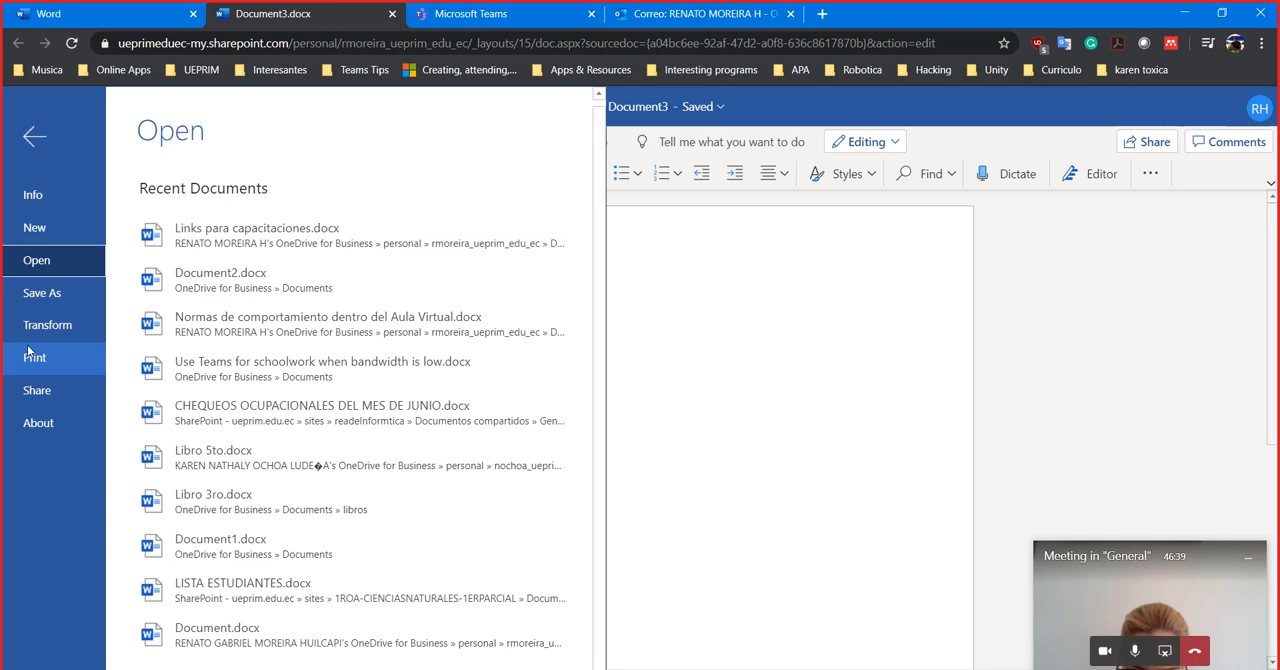 Word
Document3.docx
Microsoft Teams
Correo: RENATO MOREIRA H - O
ueprimeduec-my.sharepoint.com/personal/rmoreira_ueprim_edu_ec/_layouts/15/doc.aspx?sourcedoc={a04bc6ee-92af-47d2-a0f8-636c8617870b}&action=edit
Musica
Online Apps
UEPRIM
Interesantes
Teams Tips
Creating, attending,...
Apps & Resources
Interesting programs
APA
Robotica
Hacking
Unity
Curriculo
karen toxica
Document3 - Saved
RH
Tell me what you want to do
Editing
Share
Comments
Styles
Find
Dictate
Editor
Info
New
Open
Save As
Transform
Print
Share
About
Open
Recent Documents
Links para capacitaciones.docx
RENATO MOREIRA H's OneDrive for Business » personal » rmoreira_ueprim_edu_ec » D...
Document2.docx
OneDrive for Business » Documents
Normas de comportamiento dentro del Aula Virtual.docx
RENATO MOREIRA H's OneDrive for Business » personal » rmoreira_ueprim_edu_ec » D...
Use Teams for schoolwork when bandwidth is low.docx
OneDrive for Business » Documents
CHEQUEOS OCUPACIONALES DEL MES DE JUNIO.docx
SharePoint - ueprim.edu.ec » sites » readeInformtica » Documentos compartidos » Gen...
Libro 5to.docx
KAREN NATHALY OCHOA LUDE�A's OneDrive for Business » personal » nochoa_uepri...
Libro 3ro.docx
OneDrive for Business » Documents » libros
Document1.docx
OneDrive for Business » Documents
LISTA ESTUDIANTES.docx
SharePoint - ueprim.edu.ec » sites » 1ROA-CIENCIASNATURALES-1ERPARCIAL » Docum...
Document.docx
RENATO GABRIEL MOREIRA HUILCAPI's OneDrive for Business » personal » rmoreira_u...
Meeting in "General" 46:39